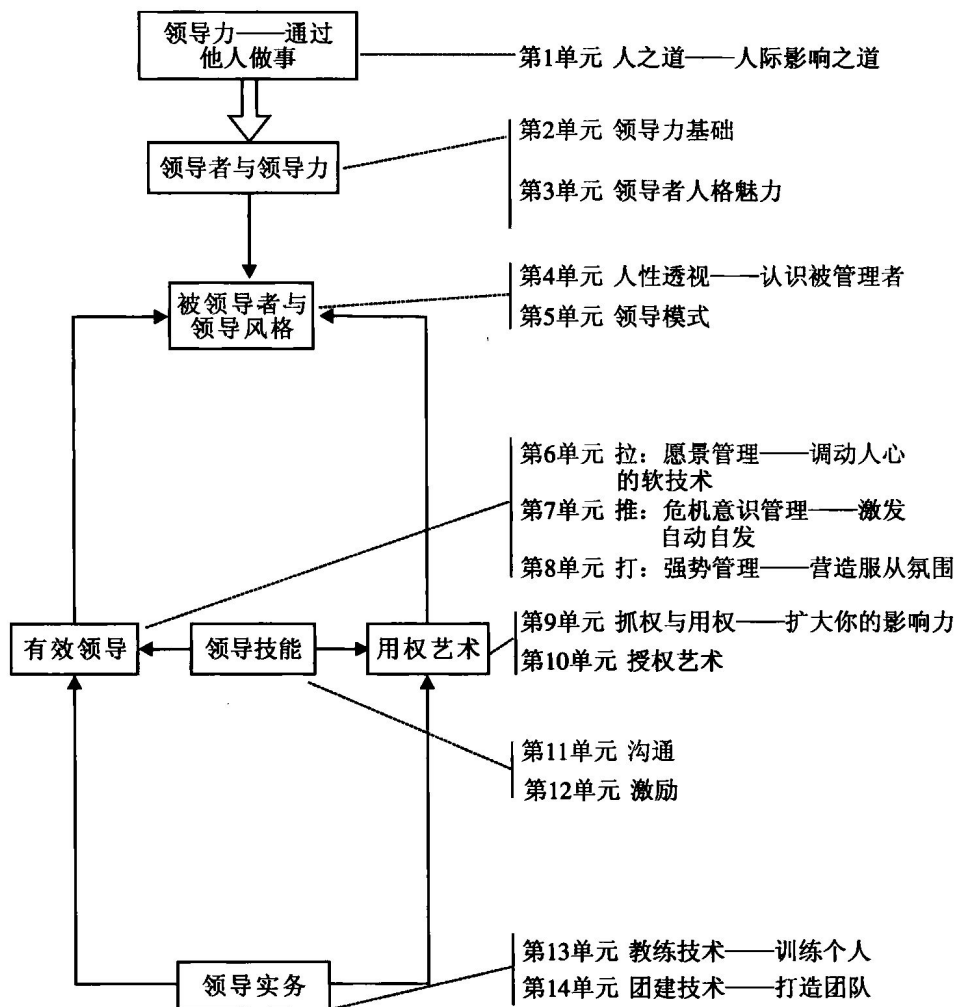 领导力——通过
他人做事
第1单元 人之道——人际影响之道
领导者与领导力
第2单元 领导力基础
第3单元 领导者人格魅力
被领导者与
领导风格
第4单元 人性透视——认识被管理者
第5单元 领导模式
第6单元 拉：愿景管理——调动人心
的软技术
第7单元 推：危机意识管理——激发
自动自发
第8单元 打：强势管理——营造服从氛围
有效领导
领导技能
用权艺术
第9单元 抓权与用权——扩大你的影响力
第10单元 授权艺术
第11单元 沟通
第12单元 激励
领导实务
第13单元 教练技术——训练个人
第14单元 团建技术——打造团队